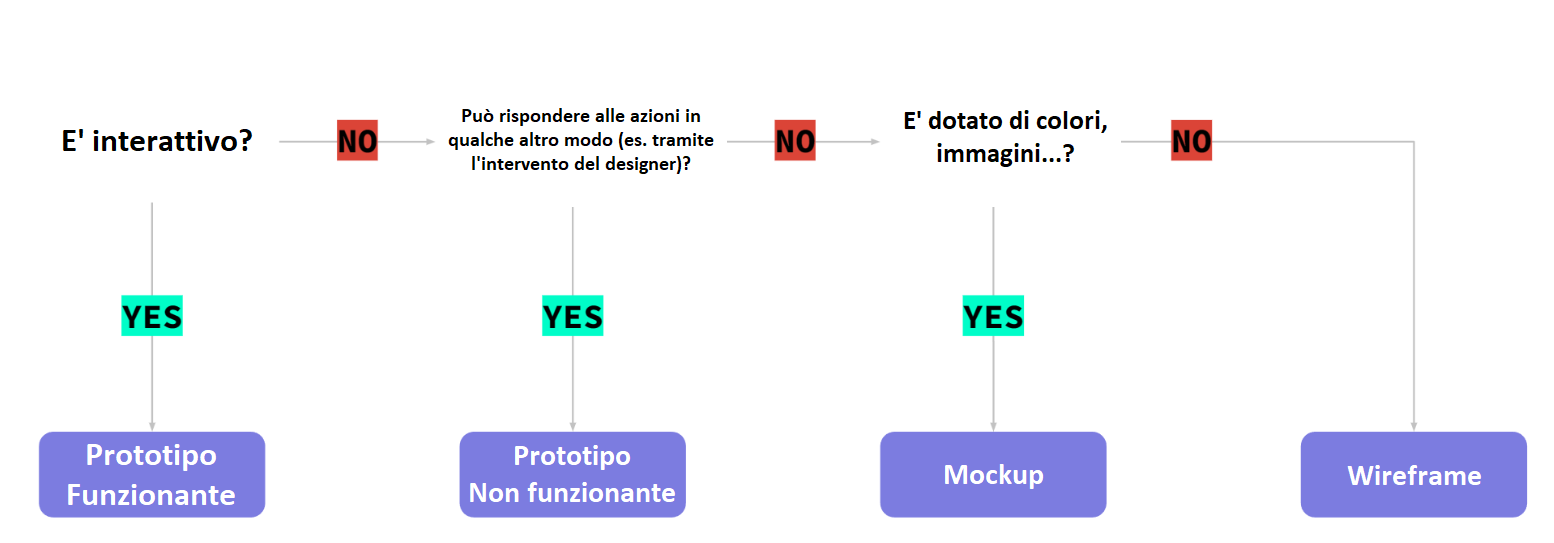 E' interattivo?
NO
Può rispondere alle azioni in
qualche altro modo (es. tramite
l'intervento del designer)?
NO
E' dotato di colori,
immagini...?
NO
YES
YES
YES
Prototipo
Funzionante
Prototipo
Non funzionante
Mockup
Wireframe